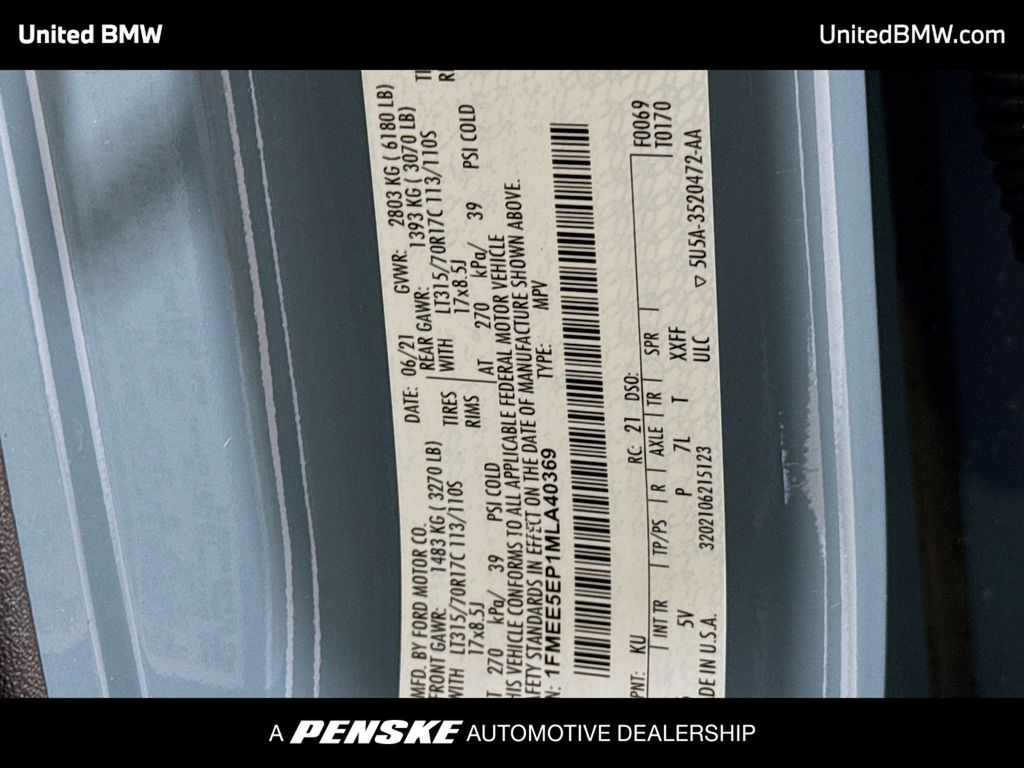 United BMW
UnitedBMW.com
MFD. BY FORD MOTOR CO.
DATE: 06/21 GVWR: 2803 KG ( 6180 LB)
FRONT GAWR: 1483 KG ( 3270 LB)
REAR GAWR: 1393 KG ( 3070 LB)
WITH LT315/70R17C 113/110S TIRES
WITH LT315/70R17C 113/110S
17x8.5J RIMS
17x8.5J
270 kPa/ 39 PSI COLD
AT 270 kPa/ 39 PSI COLD
HIS VEHICLE CONFORMS TO ALL APPLICABLE FEDERAL MOTOR VEHICLE
AFETY STANDARDS IN EFFECT ON THE DATE OF MANUFACTURE SHOWN ABOVE.
N: 1FMEE5EP1MLA40369 TYPE: MPV
PNT: KU RC: 21 DSO: F0069
INT TR TP/PS R AXLE TR SPR T0170
5V P 7L T XXFF
ULC
DE IN U.S.A. 3202106215123 ▽ 5U5A-3520472-AA
A PENSKE AUTOMOTIVE DEALERSHIP